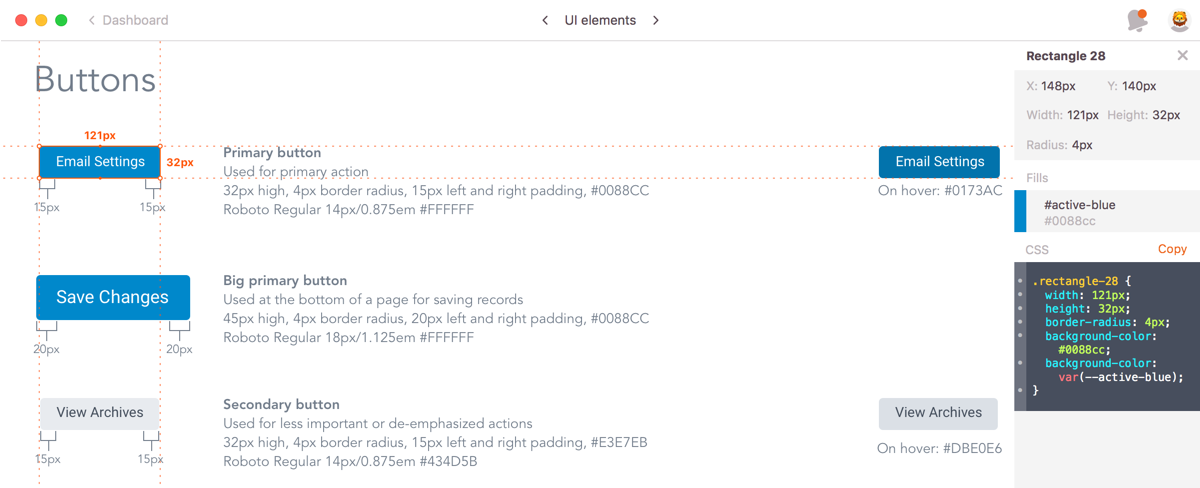 Dashboard
UI elements
Buttons
121px
Email Settings
32px
15px
15px
Primary button
Used for primary action
32px high, 4px border radius, 15px left and right padding, #0088CC
Roboto Regular 14px/0.875em #FFFFFF
Email Settings
On hover: #0173AC
Save Changes
20px
20px
Big primary button
Used at the bottom of a page for saving records
45px high, 4px border radius, 20px left and right padding, #0088CC
Roboto Regular 18px/1.125em #FFFFFF
View Archives
15px
15px
Secondary button
Used for less important or de-emphasized actions
32px high, 4px border radius, 15px left and right padding, #E3E7EB
Roboto Regular 14px/0.875em #434D5B
View Archives
On hover: #DBE0E6
Rectangle 28
X: 148px Y: 140px
Width: 121px Height: 32px
Radius: 4px
Fills
#active-blue
#0088cc
CSS Copy
.rectangle-28 {
width: 121px;
height: 32px;
border-radius: 4px;
background-color:
#0088cc;
background-color:
var(--active-blue);
}